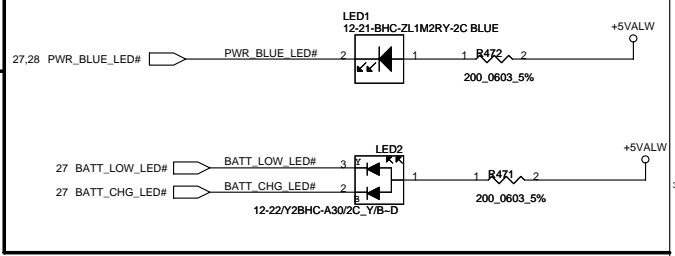 LED1
12-21-BHC-ZL1M2RY-2C BLUE
+5VALW
27,28 PWR_BLUE_LED#
PWR_BLUE_LED#
2
1
1
R472
2
200_0603_5%
LED2
+5VALW
27 BATT_LOW_LED#
BATT_LOW_LED#
3
Y
1
1
R471
2
27 BATT_CHG_LED#
BATT_CHG_LED#
2
B
200_0603_5%
12-22/Y2BHC-A30/2C_Y/B~D